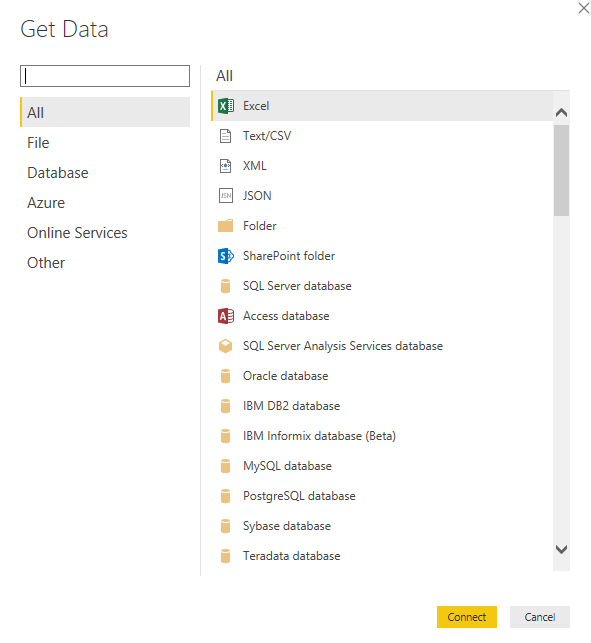 Get Data
All
File
Database
Azure
Online Services
Other
All
Excel
Text/CSV
XML
JSN
JSON
Folder
SharePoint folder
SQL Server database
Access database
SQL Server Analysis Services database
Oracle database
IBM DB2 database
IBM Informix database (Beta)
MySQL database
PostgreSQL database
Sybase database
Teradata database
Connect
Cancel